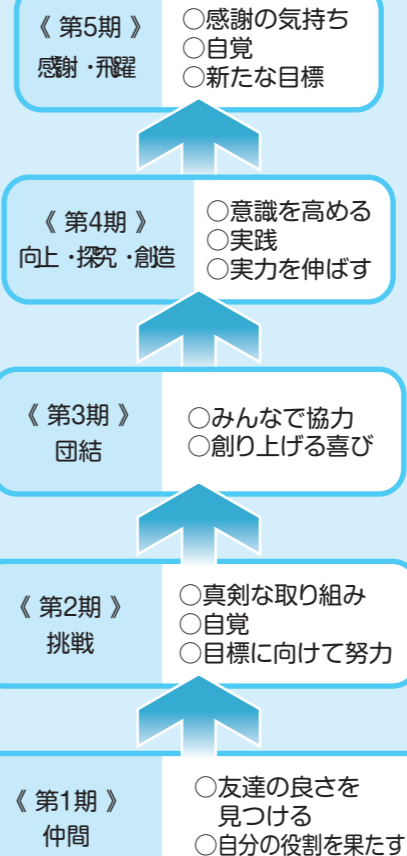 《 第5期 》
感謝・飛躍
○感謝の気持ち
○自覚
○新たな目標
《 第4期 》
向上・探究・創造
○意識を高める
○実践
○実力を伸ばす
《 第3期 》
団結
○みんなで協力
○創り上げる喜び
《 第2期 》
挑戦
○真剣な取り組み
○自覚
○目標に向けて努力
《 第1期 》
仲間
○友達の良さを
見つける
○自分の役割を果たす